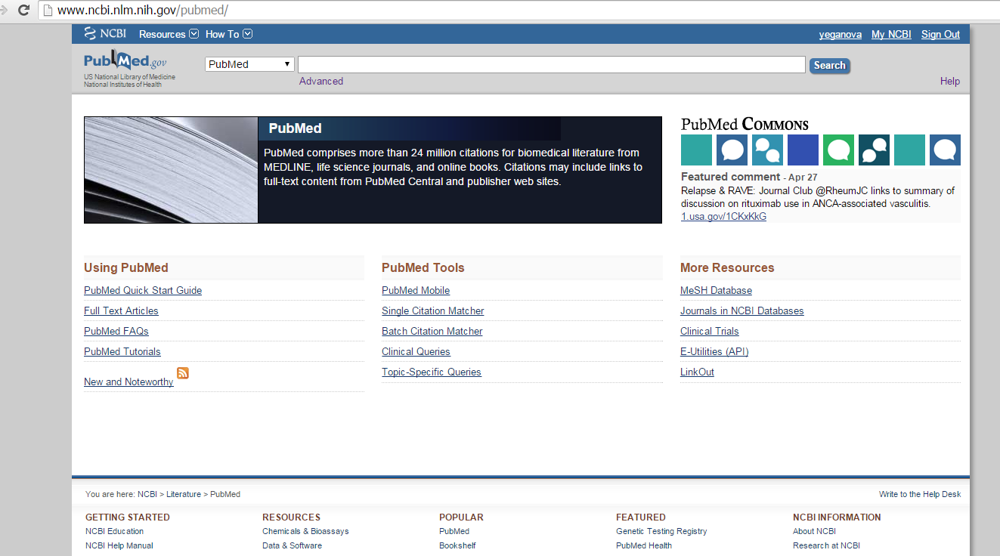 www.ncbi.nlm.nih.gov/pubmed/
NCBI Resources How To yeganova My NCBI Sign Out
PubMed.gov
US National Library of Medicine
National Institutes of Health
PubMed
Search
Advanced
Help
PubMed
PubMed comprises more than 24 million citations for biomedical literature from
MEDLINE, life science journals, and online books. Citations may include links to
full-text content from PubMed Central and publisher web sites.
PubMed Commons
Featured comment - Apr 27
Relapse & RAVE: Journal Club @RheumJC links to summary of
discussion on rituximab use in ANCA-associated vasculitis.
1.usa.gov/1CKxKkG
Using PubMed
PubMed Quick Start Guide
Full Text Articles
PubMed FAQs
PubMed Tutorials
New and Noteworthy
PubMed Tools
PubMed Mobile
Single Citation Matcher
Batch Citation Matcher
Clinical Queries
Topic-Specific Queries
More Resources
MeSH Database
Journals in NCBI Databases
Clinical Trials
E-Utilities (API)
LinkOut
You are here: NCBI > Literature > PubMed
Write to the Help Desk
GETTING STARTED
NCBI Education
NCBI Help Manual
RESOURCES
Chemicals & Bioassays
Data & Software
POPULAR
PubMed
Bookshelf
FEATURED
Genetic Testing Registry
PubMed Health
NCBI INFORMATION
About NCBI
Research at NCBI